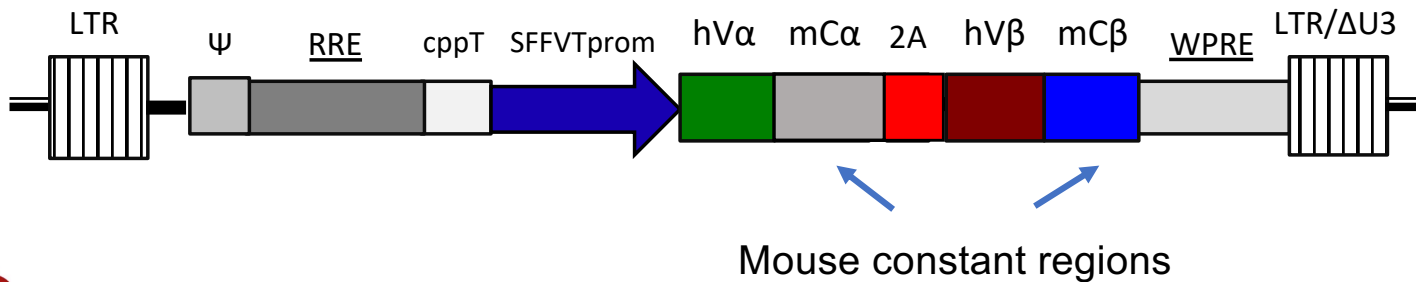 LTR Ψ RRE cppT SFFVTprom hVα mCα 2A hVβ mCβ WPRE LTR/ΔU3
Mouse constant regions